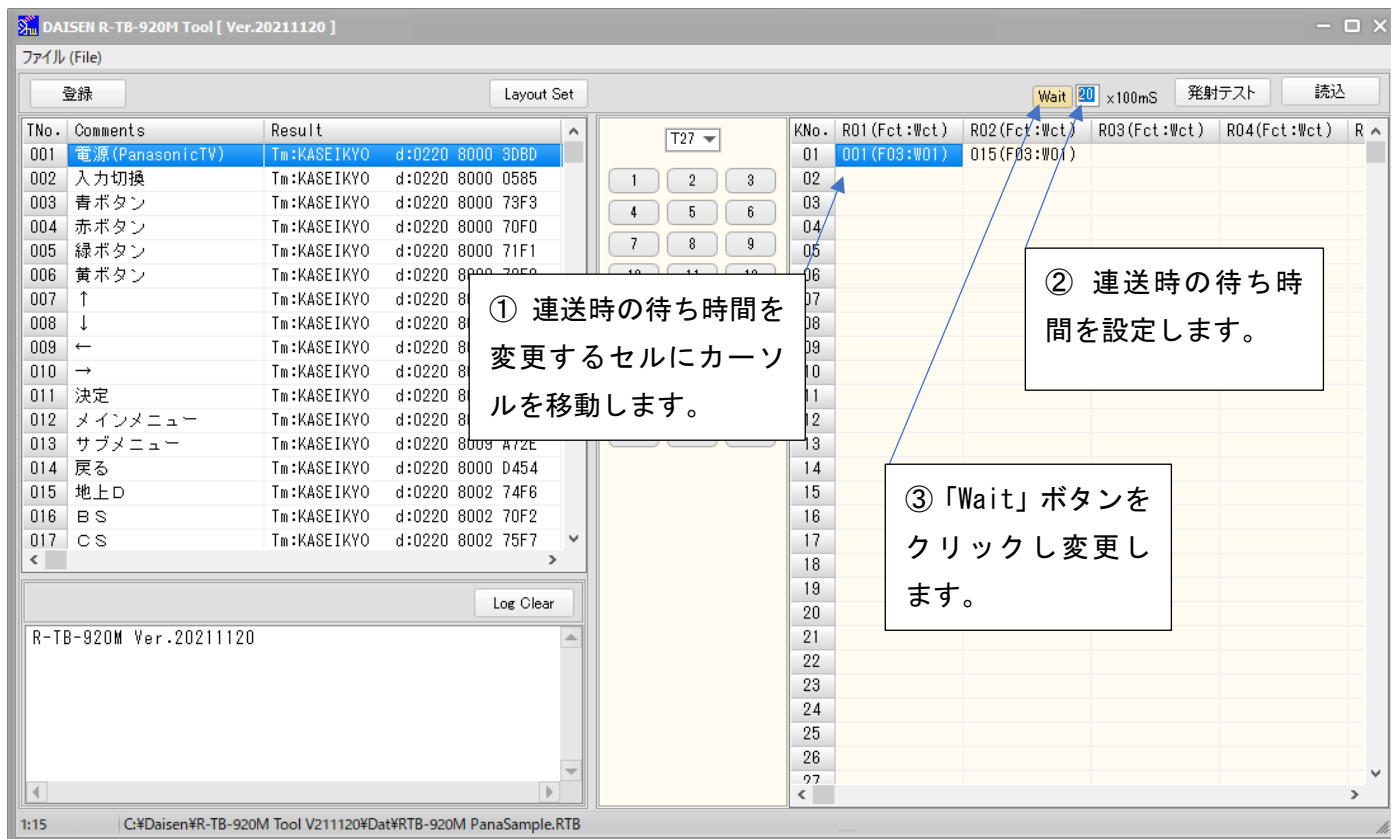 DAISEN R-TB-920M Tool [ Ver.20211120 ]
ファイル (File)
登録 Layout Set Wait 20 x100mS 発射テスト 読込
TNo. Comments Result
001 電源(PanasonicTV) Tm:KASEIKYO d:0220 8000 3DBD
002 入力切換 Tm:KASEIKYO d:0220 8000 0585
003 青ボタン Tm:KASEIKYO d:0220 8000 73F3
004 赤ボタン Tm:KASEIKYO d:0220 8000 70F0
005 緑ボタン Tm:KASEIKYO d:0220 8000 71F1
006 黄ボタン Tm:KASEIKYO d:0220
007 ↑ Tm:KASEIKYO d:0220
008 ↓ Tm:KASEIKYO d:0220
009 ← Tm:KASEIKYO d:0220
010 → Tm:KASEIKYO d:0220
011 決定 Tm:KASEIKYO d:0220
012 メインメニュー Tm:KASEIKYO d:0220
013 サブメニュー Tm:KASEIKYO d:0220 8009 A72E
014 戻る Tm:KASEIKYO d:0220 8000 D454
015 地上D Tm:KASEIKYO d:0220 8002 74F6
016 BS Tm:KASEIKYO d:0220 8002 70F2
017 CS Tm:KASEIKYO d:0220 8002 75F7
Log Clear
R-TB-920M Ver.20211120
T27
1 2 3
4 5 6
7 8 9
10 11 12
KNo. R01(Fct:Wct) R02(Fct:Wct) R03(Fct:Wct) R04(Fct:Wct) R
01 001(F03:W01) 015(F03:W01)
02
03
04
05
06
07
08
09
10
11
12
13
14
15
16
17
18
19
20
21
22
23
24
25
26
27
① 連送時の待ち時間を
変更するセルにカーソ
ルを移動します。
② 連送時の待ち時
間を設定します。
③「Wait」ボタンを
クリックし変更し
ます。
1:15 C:¥Daisen¥R-TB-920M Tool V211120¥Dat¥RTB-920M PanaSample.RTB